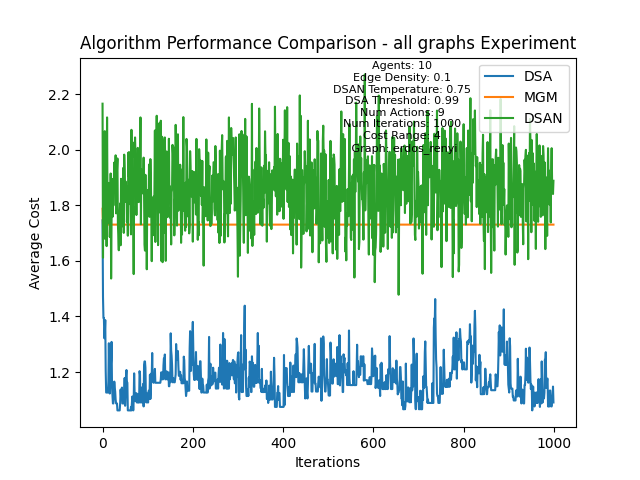 Algorithm Performance Comparison - all graphs Experiment
Agents: 10
Edge Density: 0.1
DSAN Temperature: 0.75
DSA Threshold: 0.99
Num Actions: 9
Num Iterations: 1000
Cost Range: 4
Graph: erdos_renyi
DSA
MGM
DSAN
Average Cost
2.2
2.0
1.8
1.6
1.4
1.2
0
200
400
600
800
1000
Iterations